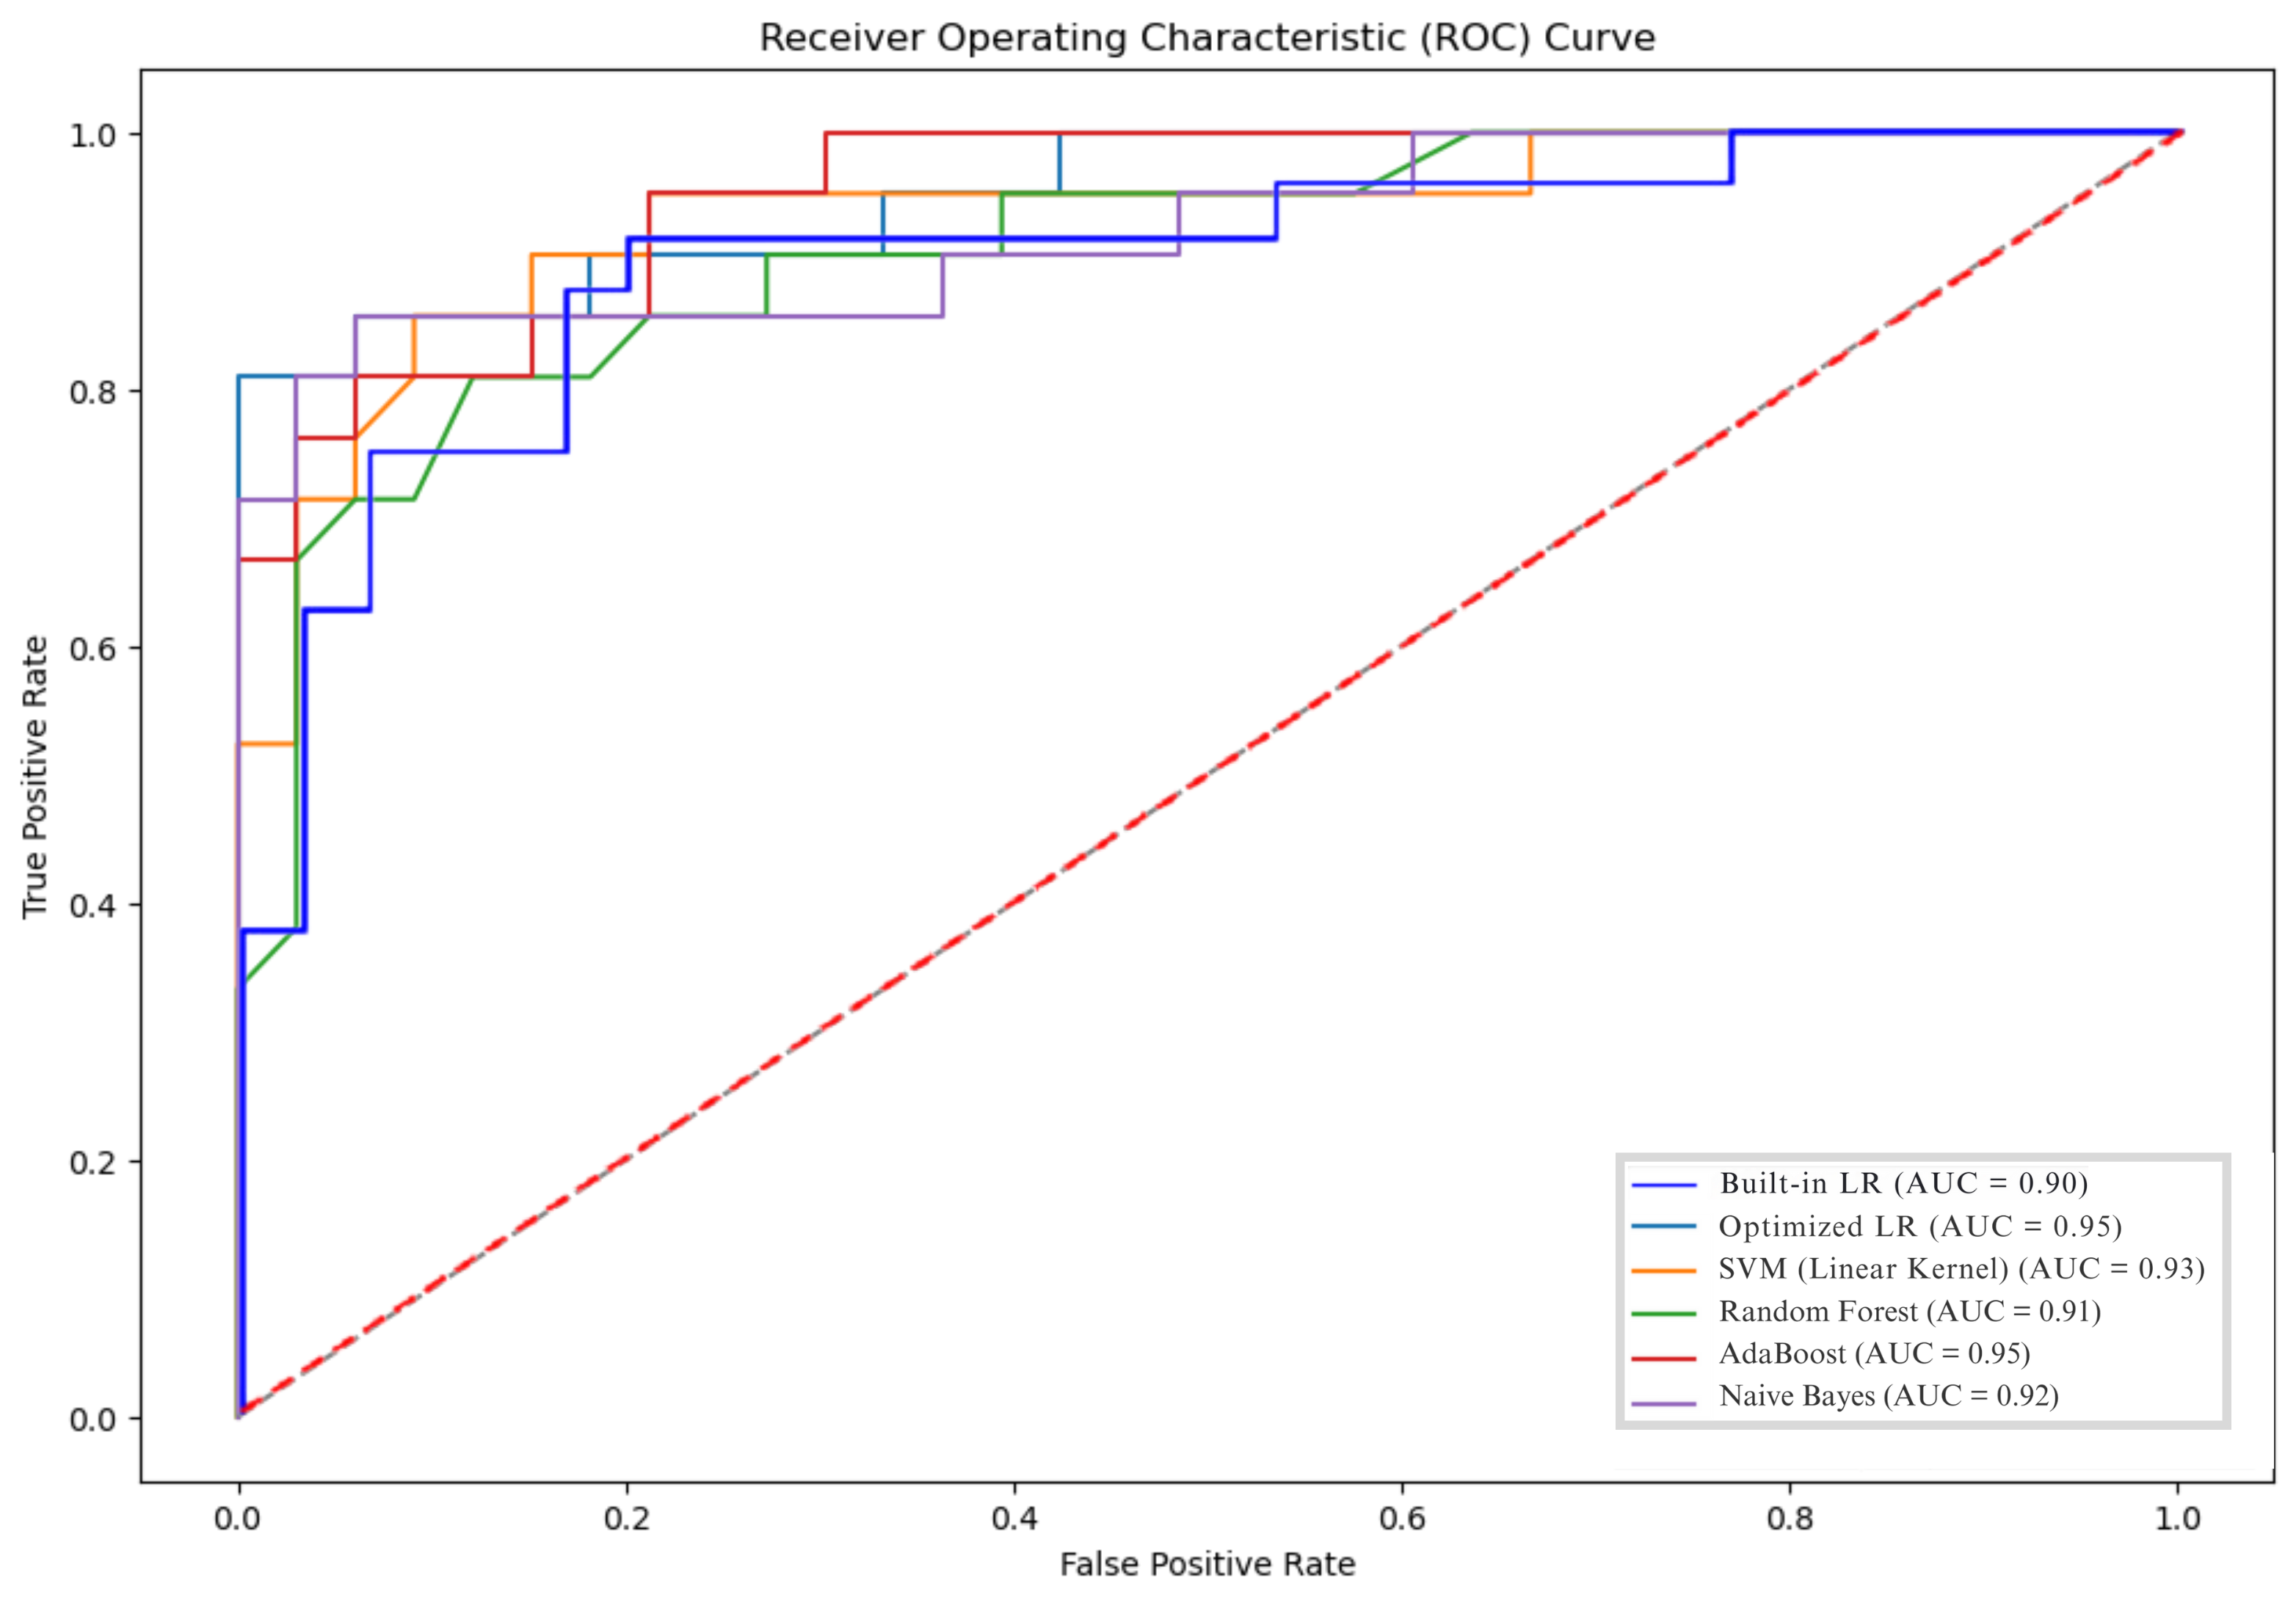 Receiver Operating Characteristic (ROC) Curve
1.0
0.8
0.6
0.4
0.2
0.0
True Positive Rate
Built-in LR (AUC = 0.90)
Optimized LR (AUC = 0.95)
SVM (Linear Kernel) (AUC = 0.93)
Random Forest (AUC = 0.91)
AdaBoost (AUC = 0.95)
Naive Bayes (AUC = 0.92)
0.0 0.2 0.4 0.6 0.8 1.0
False Positive Rate